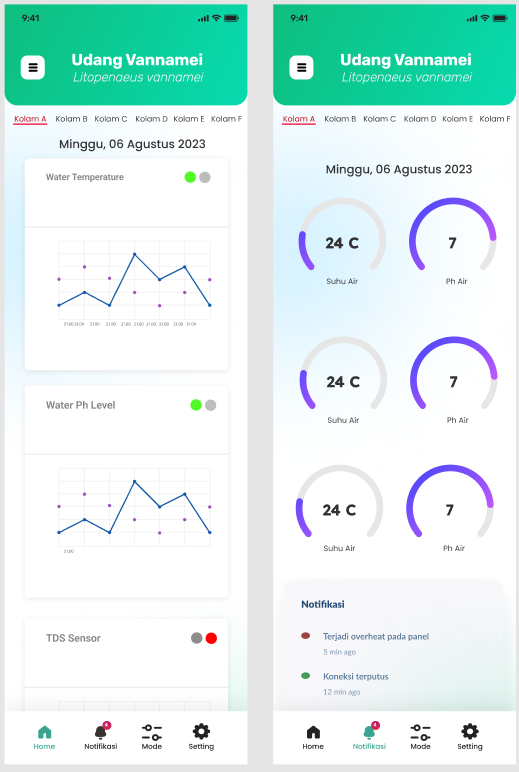 9:41
Udang Vannamei
Litopenaeus vannamei
Kolam A Kolam B Kolam C Kolam D Kolam E Kolam F
Minggu, 06 Agustus 2023
Water Temperature
21.00 21.00 21.00 21.00 21.00 21.00 21.00 21.00 21.00
Water Ph Level
21.00
TDS Sensor
Home Notifikasi Mode Setting
9:41
Udang Vannamei
Litopenaeus vannamei
Kolam A Kolam B Kolam C Kolam D Kolam E Kolam F
Minggu, 06 Agustus 2023
24 C 7
Suhu Air Ph Air
24 C 7
Suhu Air Ph Air
24 C 7
Suhu Air Ph Air
Notifikasi
Terjadi overheat pada panel
5 min ago
Koneksi terputus
12 min ago
Home Notifikasi Mode Setting